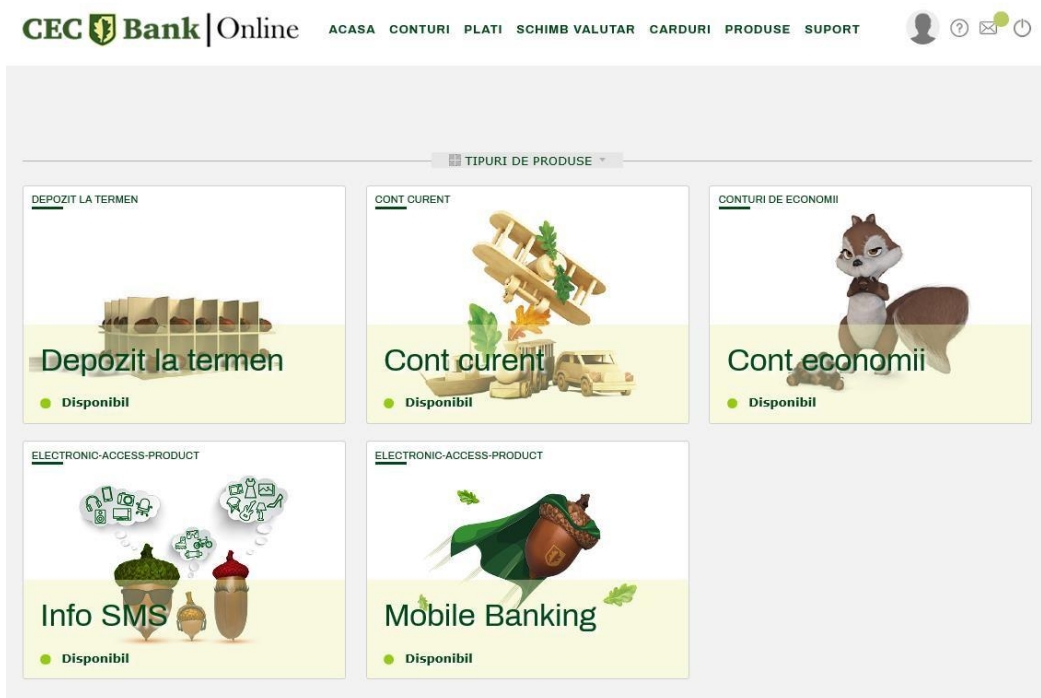 CEC Bank Online
ACASA CONTURI PLATI SCHIMB VALUTAR CARDURI PRODUSE SUPORT
?
TIPURI DE PRODUSE
DEPOZIT LA TERMEN
Depozit la termen
Disponibil
CONT CURENT
Cont curent
Disponibil
CONTURI DE ECONOMII
Cont economii
Disponibil
ELECTRONIC-ACCESS-PRODUCT
Info SMS
Disponibil
ELECTRONIC-ACCESS-PRODUCT
Mobile Banking
Disponibil